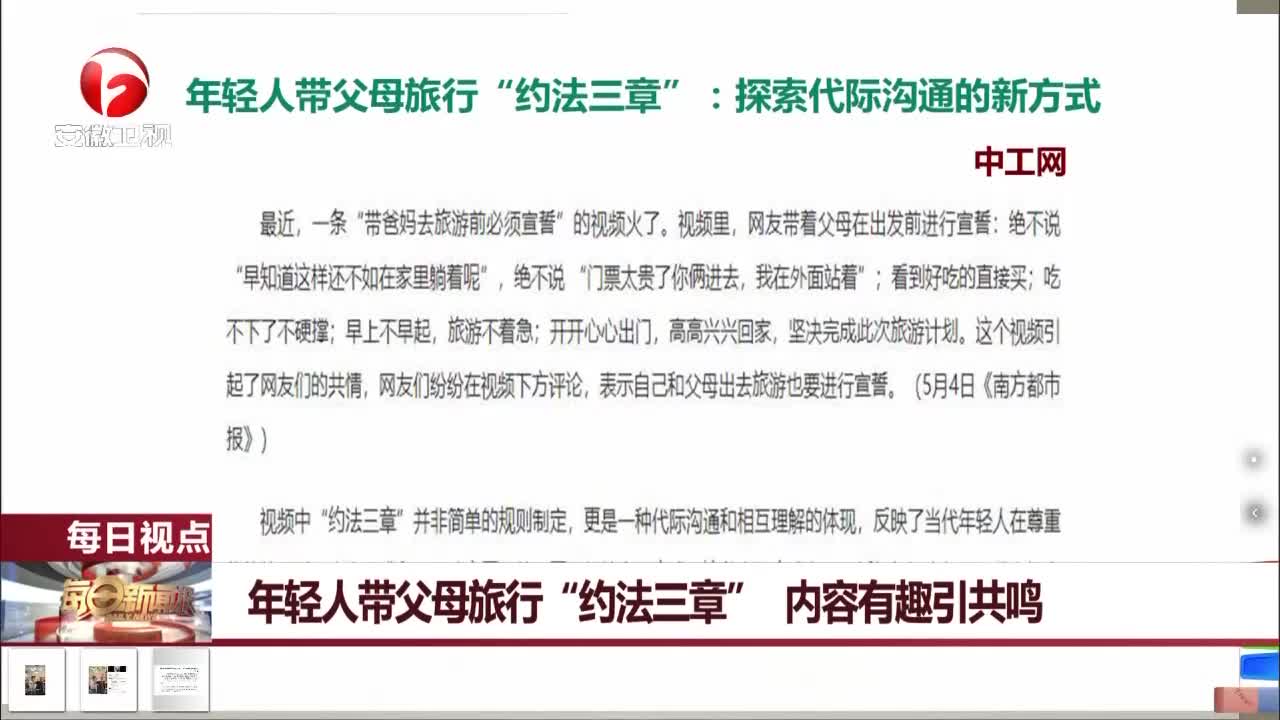 安徽卫视
年轻人带父母旅行“约法三章”：探索代际沟通的新方式
中工网
最近，一条“带爸妈去旅游前必须宣誓”的视频火了。视频里，网友带着父母在出发前进行宣誓：绝不说
“早知道这样还不如在家里躺着呢”，绝不说 “门票太贵了你俩进去，我在外面站着”；看到好吃的直接买；吃
不下了不硬撑；早上不早起，旅游不着急；开开心心出门，高高兴兴回家，坚决完成此次旅游计划。这个视频引
起了网友们的共情，网友们纷纷在视频下方评论，表示自己和父母出去旅游也要进行宣誓。（5月4日《南方都市
报》）
视频中“约法三章”并非简单的规则制定，更是一种代际沟通和相互理解的体现，反映了当代年轻人在尊重
每日视点
每日新闻报
年轻人带父母旅行“约法三章” 内容有趣引共鸣